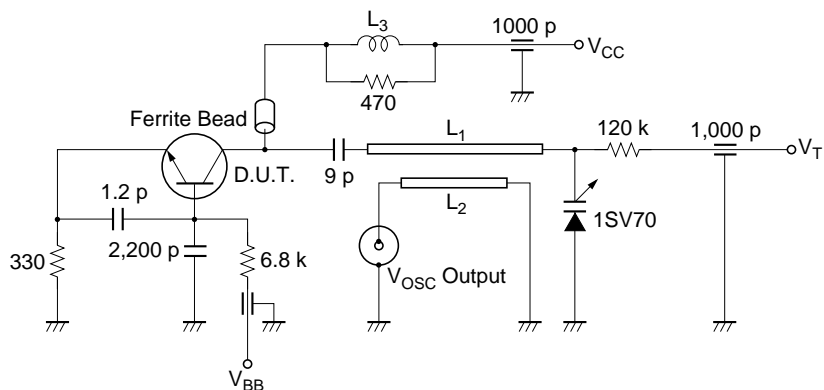 L3
1000 p
VCC
470
Ferrite Bead
L1
120 k
1,000 p
VT
D.U.T.
9 p
1.2 p
L2
1SV70
330
2,200 p
6.8 k
VOSC Output
VBB